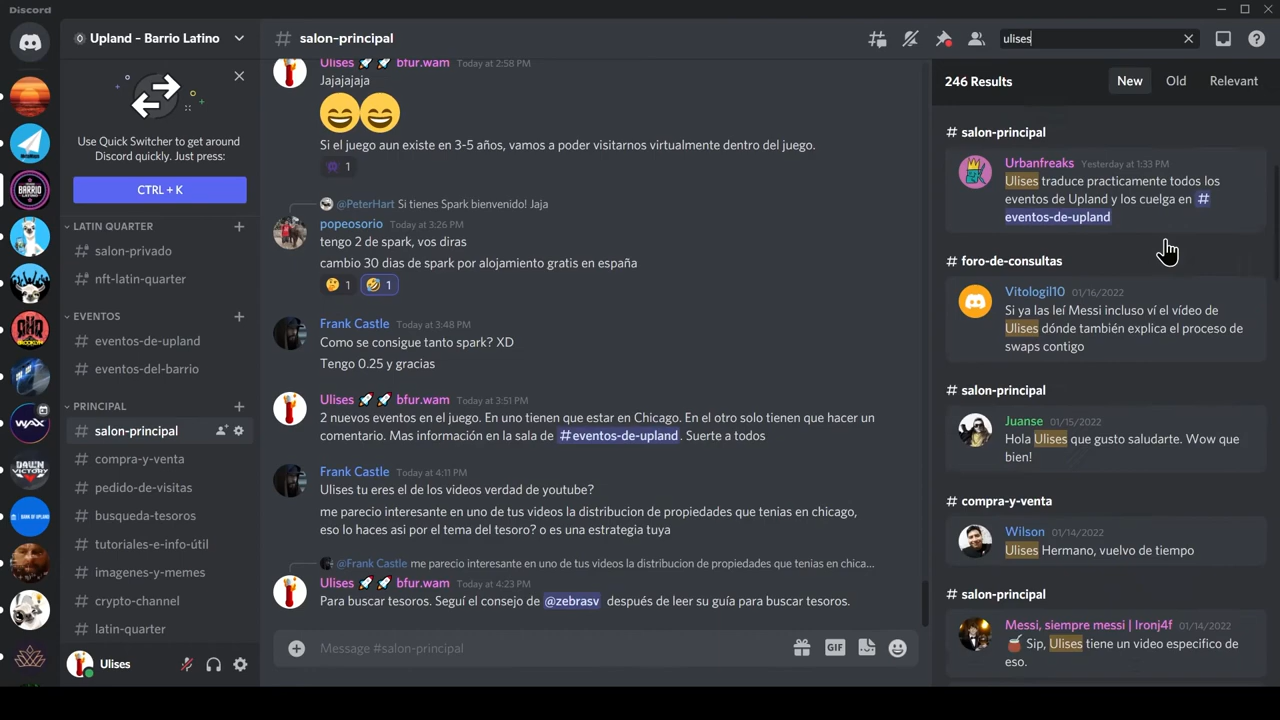 Discord
Upland - Barrio Latino
Use Quick Switcher to get around
Discord quickly. Just press:
CTRL + K
LATIN QUARTER
salon-privado
nft-latin-quarter
EVENTOS
eventos-de-upland
eventos-del-barrio
PRINCIPAL
salon-principal
compra-y-venta
pedido-de-visitas
busqueda-tesoros
tutoriales-e-info-útil
imagenes-y-memes
crypto-channel
latin-quarter
Ulises
salon-principal
Ulises bfur.wam Today at 2:58 PM
Jajajajaja
Si el juego aun existe en 3-5 años, vamos a poder visitarnos virtualmente dentro del juego.
1
@PeterHart Si tienes Spark bienvenido! Jaja
popeosorio Today at 3:26 PM
tengo 2 de spark, vos diras
cambio 30 dias de spark por alojamiento gratis en españa
1 1
Frank Castle Today at 3:48 PM
Como se consigue tanto spark? XD
Tengo 0.25 y gracias
Ulises bfur.wam Today at 3:51 PM
2 nuevos eventos en el juego. En uno tienen que estar en Chicago. En el otro solo tienen que hacer un
comentario. Mas información en la sala de #eventos-de-upland. Suerte a todos
Frank Castle Today at 4:11 PM
Ulises tu eres el de los videos verdad de youtube?
me parecio interesante en uno de tus videos la distribucion de propiedades que tenias en chicago,
eso lo haces asi por el tema del tesoro? o es una estrategia tuya
@Frank Castle me parecio interesante en uno de tus videos la distribucion de propiedades que tenias en chica...
Ulises bfur.wam Today at 4:23 PM
Para buscar tesoros. Seguí el consejo de @zebrasv después de leer su guía para buscar tesoros.
Message #salon-principal
GIF
ulises
246 Results
New Old Relevant
# salon-principal
Urbanfreaks Yesterday at 1:33 PM
Ulises traduce practicamente todos los
eventos de Upland y los cuelga en #
eventos-de-upland
# foro-de-consultas
Vitologil10 01/16/2022
Si ya las leí Messi incluso ví el vídeo de
Ulises dónde también explica el proceso de
swaps contigo
# salon-principal
Juanse 01/15/2022
Hola Ulises que gusto saludarte. Wow que
bien!
# compra-y-venta
Wilson 01/14/2022
Ulises Hermano, vuelvo de tiempo
# salon-principal
Messi, siempre messi | Ironj4f 01/14/2022
Sip, Ulises tiene un video especifico de
eso.
BARRIO
LATINO
BROOKLYN
WAX
DAWN
VICTORY
BANK OF UPLAND